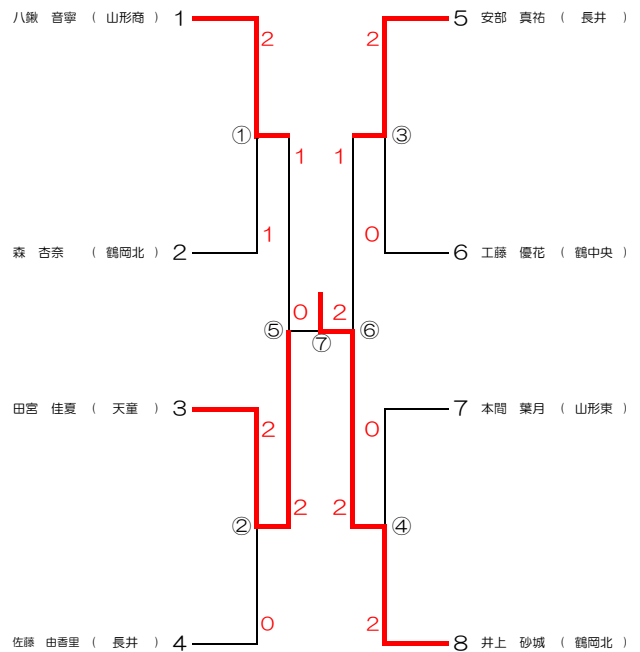 八鍬 音寧 ( 山形商 ) 1
5 安部 真祐 ( 長井 )
2 2
① ③
1 1
1 0
森 杏奈 ( 鶴岡北 ) 2
6 工藤 優花 ( 鶴中央 )
0 2
⑤ ⑦ ⑥
田宮 佳夏 ( 天童 ) 3
7 本間 葉月 ( 山形東 )
2 0
2 2
② ④
0 2
佐藤 由香里 ( 長井 ) 4
8 井上 砂城 ( 鶴岡北 )